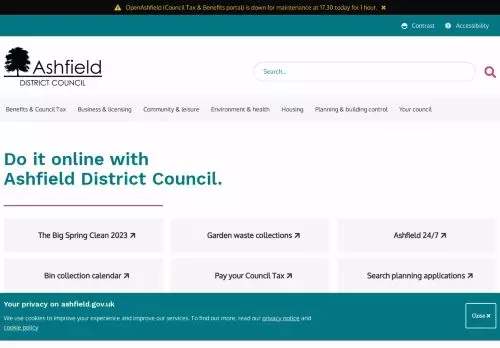 OpenAshfield (Council Tax & Benefits portal) is down for maintenance at 17.30 today for 1 hour.
Contrast Accessibility
Ashfield
DISTRICT COUNCIL
Search...
Benefits & Council Tax Business & licensing Community & leisure Environment & health Housing Planning & building control Your council
Do it online with
Ashfield District Council.
The Big Spring Clean 2023 Garden waste collections Ashfield 24/7
Bin collection calendar Pay your Council Tax Search planning applications
Your privacy on ashfield.gov.uk
We use cookies to improve your experience and improve our services. To find out more, read our privacy notice and
cookie policy
Close ×